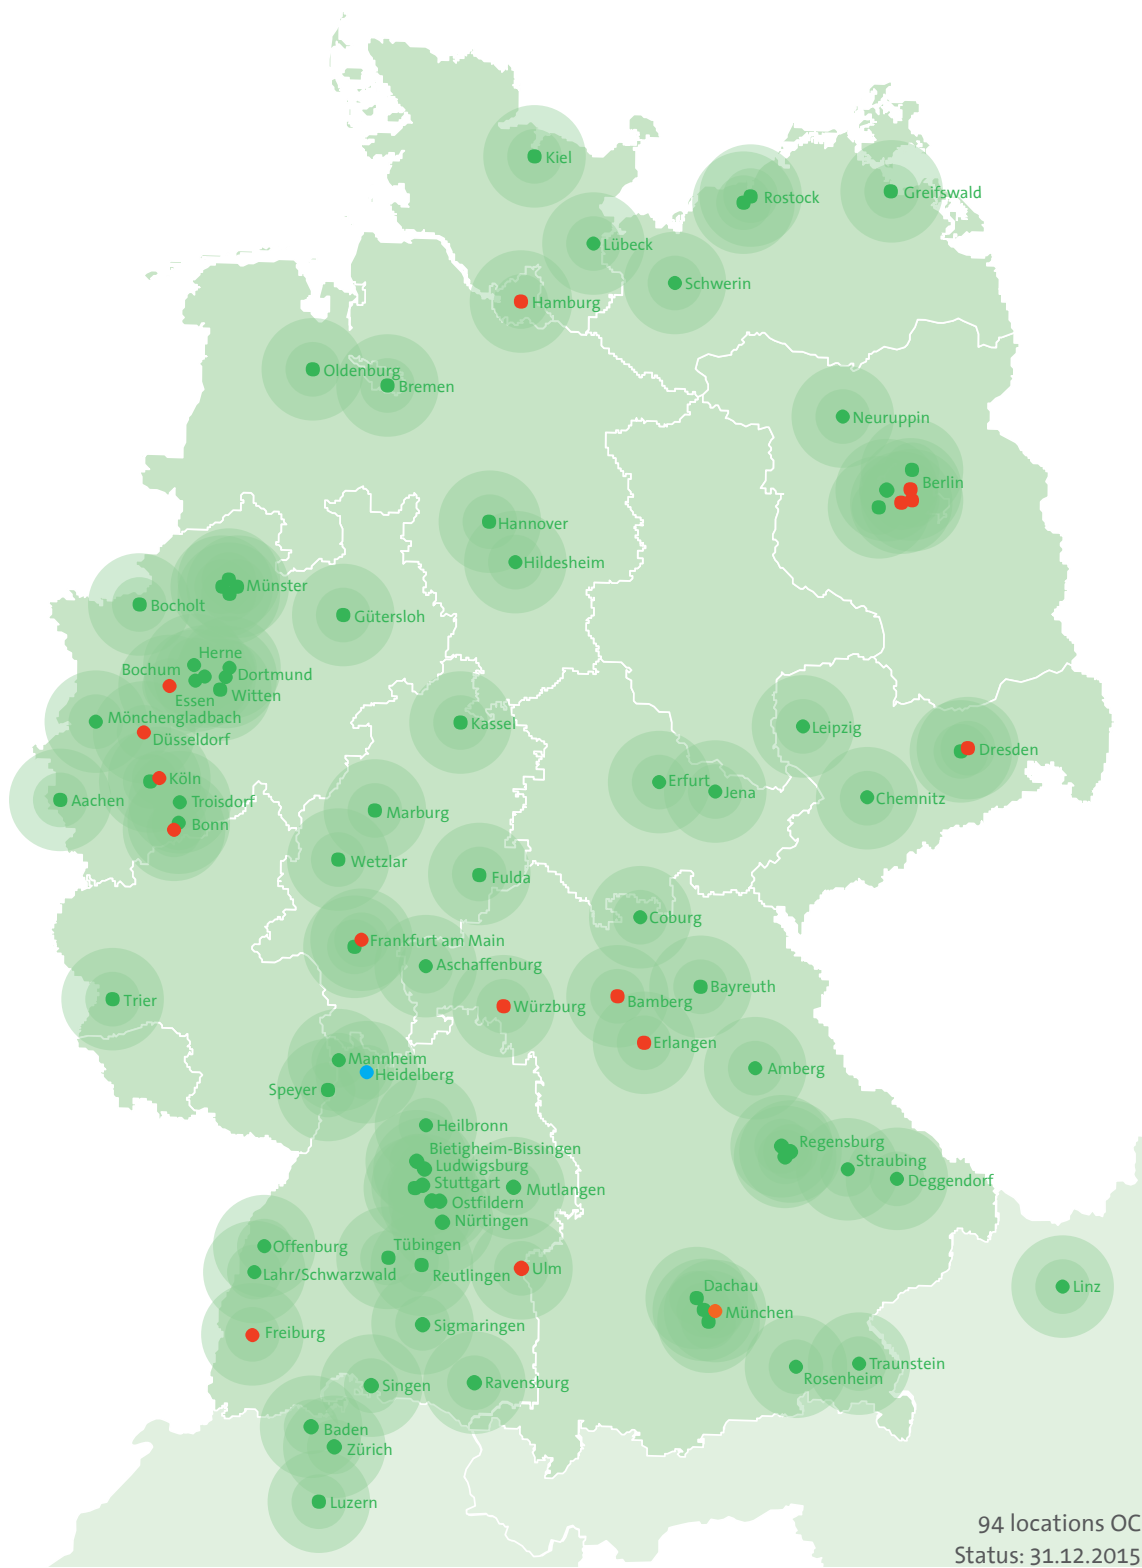 Kiel
Rostock
Greifswald
Lübeck
Schwerin
Hamburg
Oldenburg
Bremen
Neuruppin
Berlin
Hannover
Hildesheim
Münster
Bocholt
Gütersloh
Herne
Bochum
Dortmund
Essen
Witten
Mönchengladbach
Düsseldorf
Kassel
Leipzig
Dresden
Köln
Erfurt
Jena
Aachen
Troisdorf
Chemnitz
Marburg
Bonn
Wetzlar
Fulda
Coburg
Frankfurt am Main
Aschaffenburg
Bayreuth
Trier
Würzburg
Bamberg
Erlangen
Mannheim
Heidelberg
Amberg
Speyer
Heilbronn
Regensburg
Bietigheim-Bissingen
Straubing
Ludwigsburg
Stuttgart
Deggendorf
Mutlangen
Ostfildern
Nürtingen
Offenburg
Tübingen
Ulm
Lahr/Schwarzwald
Reutlingen
Dachau
Linz
München
Freiburg
Sigmaringen
Traunstein
Rosenheim
Singen
Ravensburg
Baden
Zürich
Luzern
94 locations OC
Status: 31.12.2015